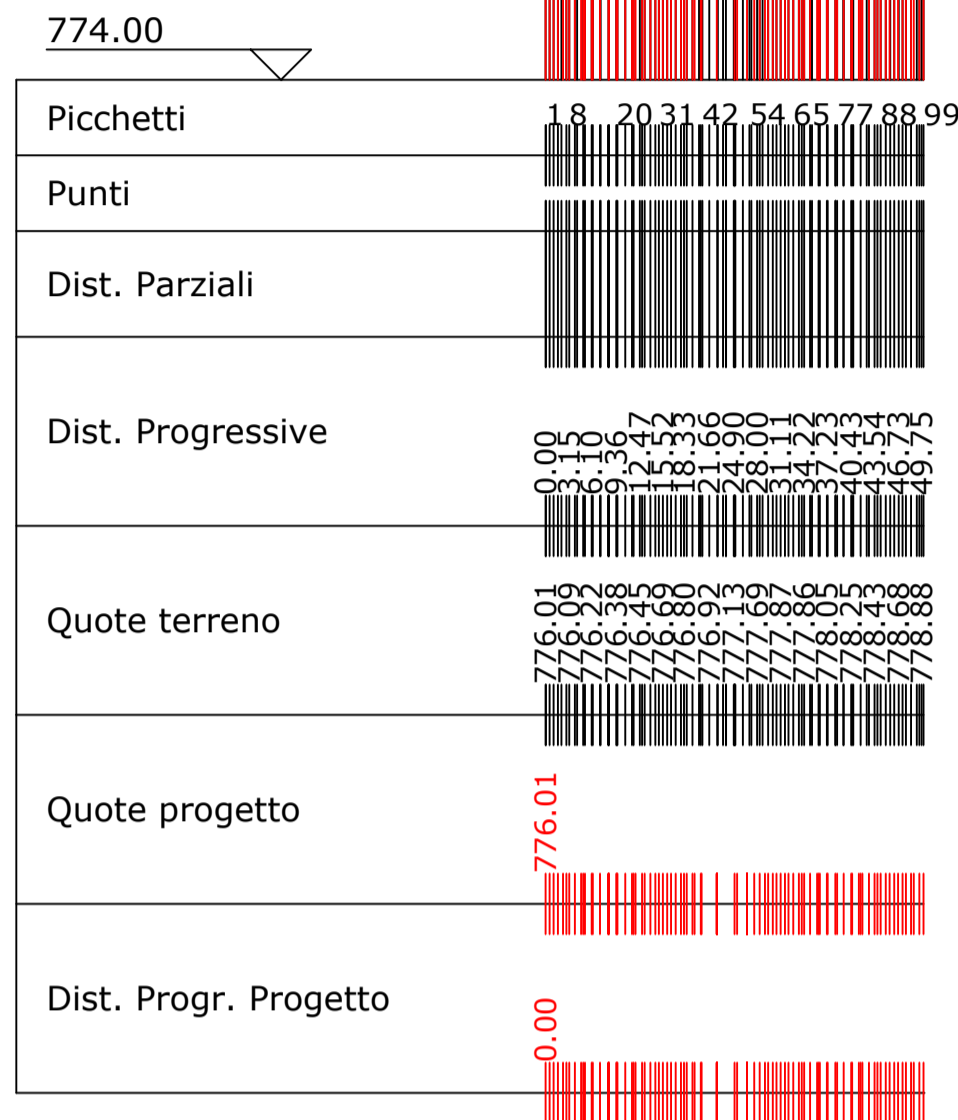 774.00
Picchetti 1 8 20 31 42 54 65 77 88 99
Punti
Dist. Parziali
Dist. Progressive 0.00 3.15 6.10 9.36 12.47 15.52 18.33 21.66 24.90 28.00 31.11 34.22 37.23 40.43 43.54 46.73 49.75
Quote terreno 776.01 776.09 776.22 776.38 776.45 776.69 776.80 776.92 777.13 777.69 777.87 777.86 778.05 778.25 778.43 778.68 778.88
Quote progetto 776.01
Dist. Progr. Progetto 0.00